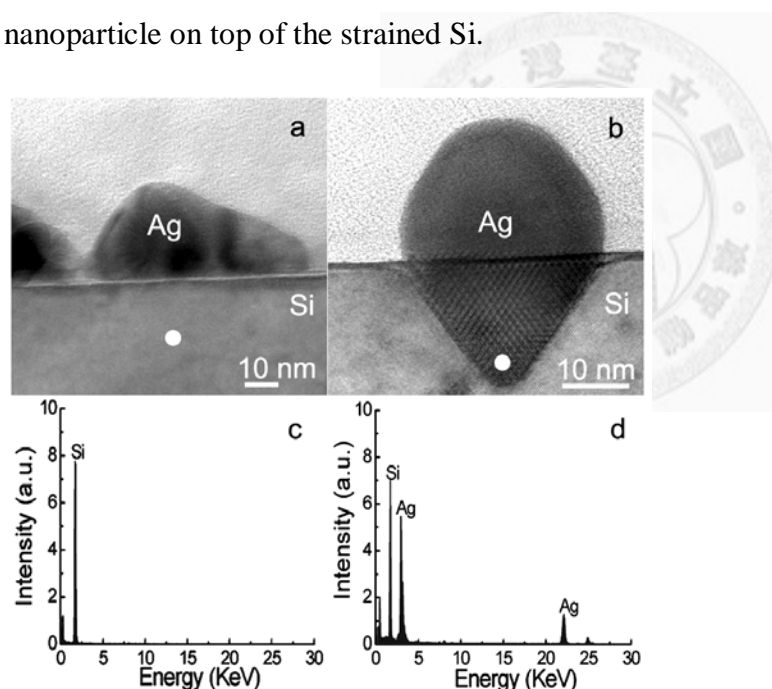 nanoparticle on top of the strained Si.
a
Ag
Si
10 nm
b
Ag
Si
10 nm
c
Si
Intensity (a.u.)
10
8
6
4
2
0
0 5 10 15 20 25 30
Energy (KeV)
d
Si
Ag
Ag
Intensity (a.u.)
10
8
6
4
2
0
0 5 10 15 20 25 30
Energy (KeV)